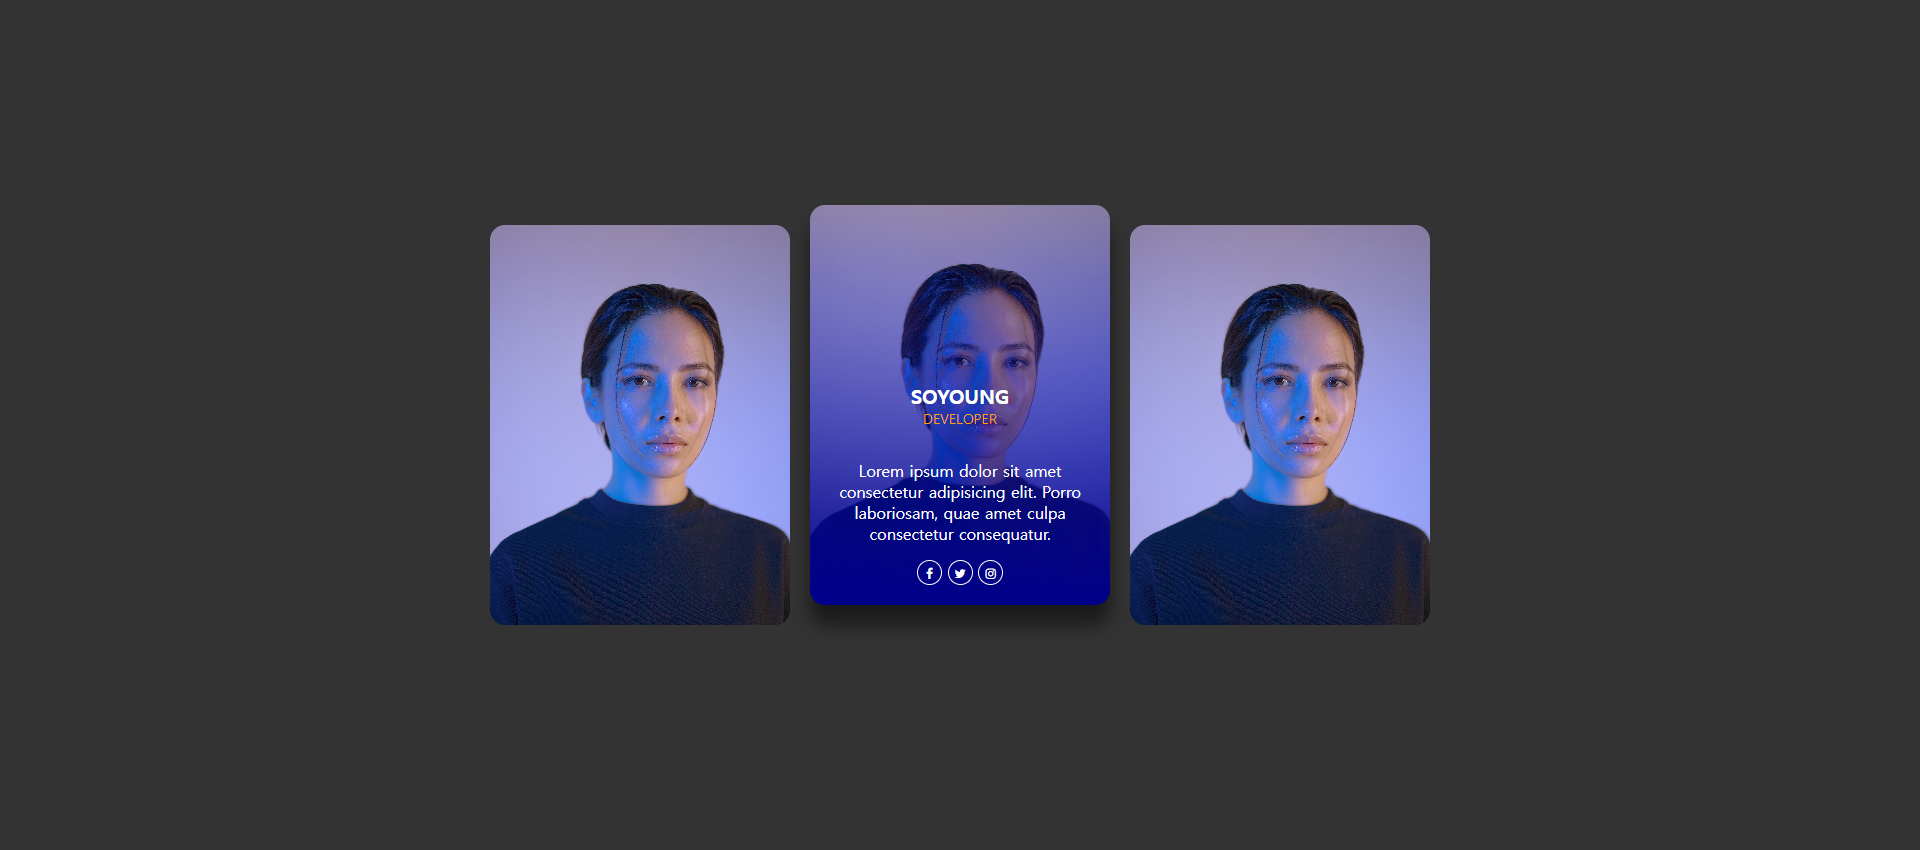 SOYOUNG
DEVELOPER
Lorem ipsum dolor sit amet
consectetur adipisicing elit. Porro
laboriosam, quae amet culpa
consectetur consequatur.